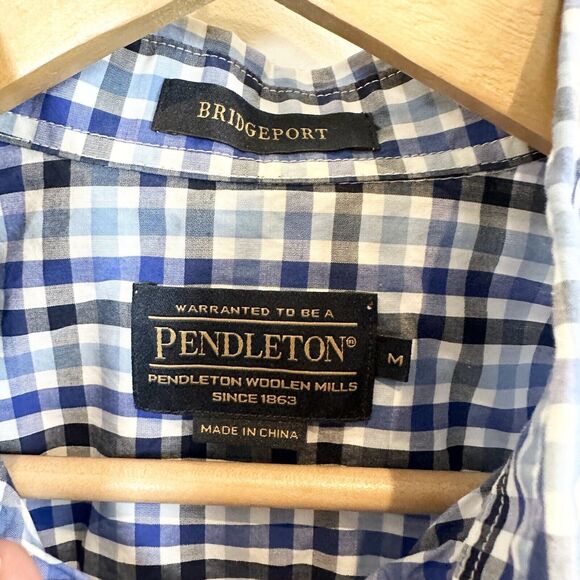 BRIDGEPORT
WARRANTED TO BE A
PENDLETON®
M
PENDLETON WOOLEN MILLS
SINCE 1863
MADE IN CHINA